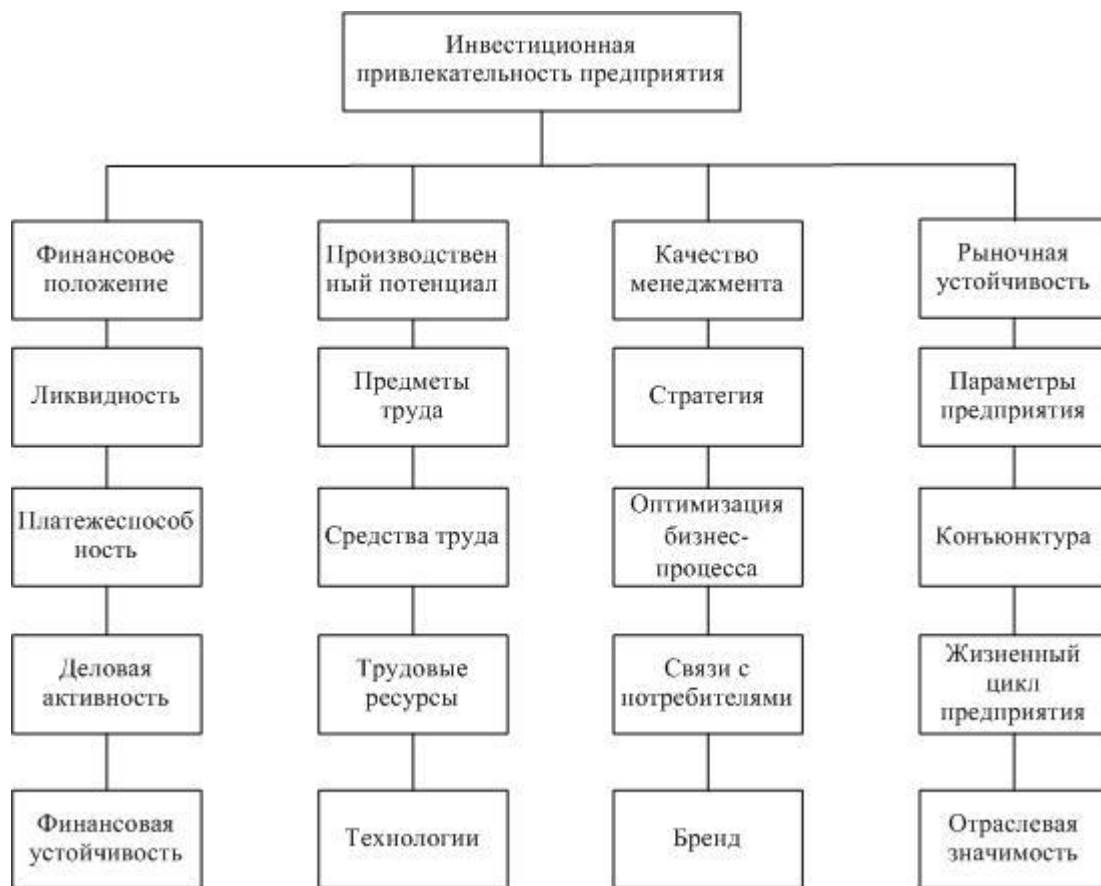 Инвестиционная
привлекательность предприятия
Финансовое
положение
Производствен
ный потенциал
Качество
менеджмента
Рыночная
устойчивость
Ликвидность
Предметы
труда
Стратегия
Параметры
предприятия
Платежеспособ
ность
Средства труда
Оптимизация
бизнес-
процесса
Конъюнктура
Деловая
активность
Трудовые
ресурсы
Связи с
потребителями
Жизненный
цикл
предприятия
Финансовая
устойчивость
Технологии
Бренд
Отраслевая
значимость